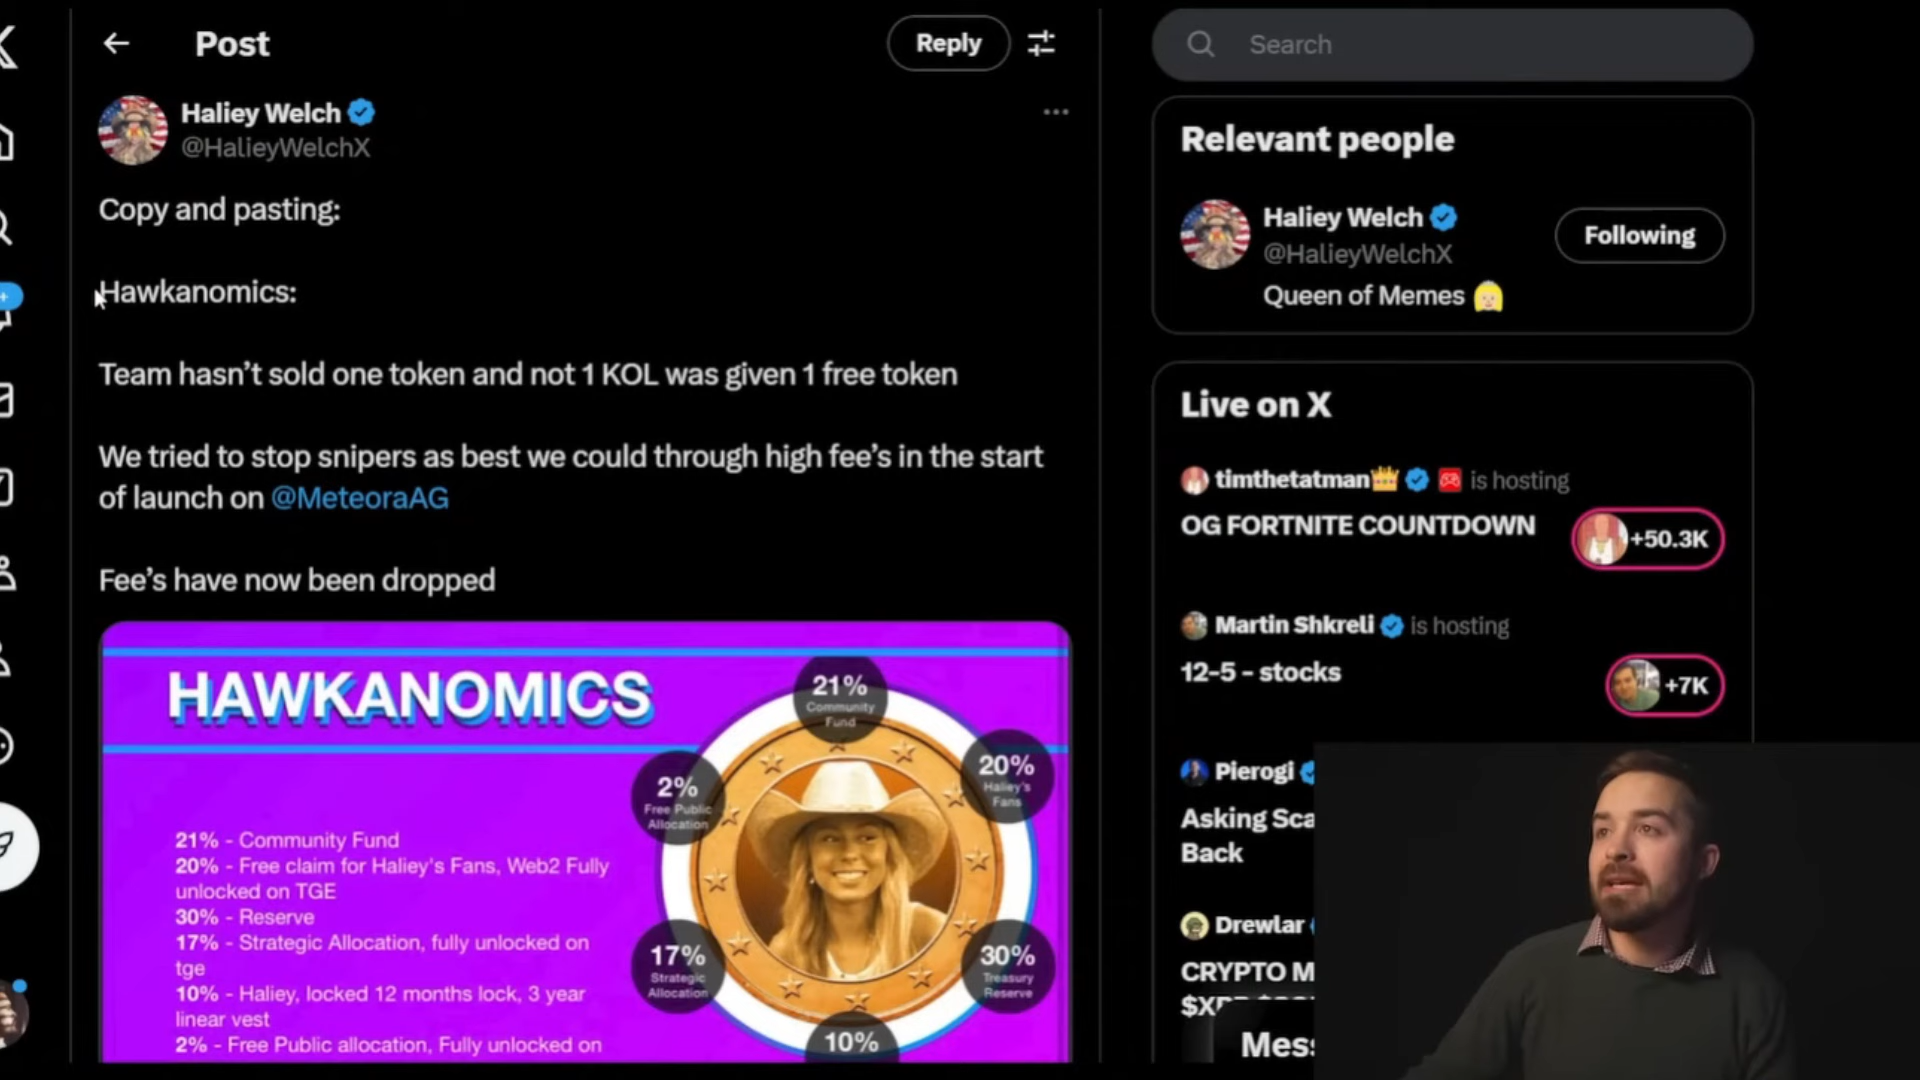 Post
Reply
Haliey Welch
@HalieyWelchX
Copy and pasting:
Hawkanomics:
Team hasn’t sold one token and not 1 KOL was given 1 free token
We tried to stop snipers as best we could through high fee’s in the start
of launch on @MeteoraAG
Fee’s have now been dropped
HAWKANOMICS
21% - Community Fund
20% - Free claim for Haliey's Fans, Web2 Fully
unlocked on TGE
30% - Reserve
17% - Strategic Allocation, fully unlocked on
tge
10% - Haliey, locked 12 months lock, 3 year
linear vest
2% - Free Public allocation, Fully unlocked on
21%
Community
Fund
20%
Haliey's
Fans
2%
Free Public
Allocation
17%
Strategic
Allocation
30%
Treasury
Reserve
10%
Search
Relevant people
Haliey Welch
@HalieyWelchX
Following
Queen of Memes
Live on X
timthetatman is hosting
OG FORTNITE COUNTDOWN
+50.3K
Martin Shkreli is hosting
12-5 - stocks
+7K
Pierogi
Asking Sca
Back
Drewlar
CRYPTO M
Mess